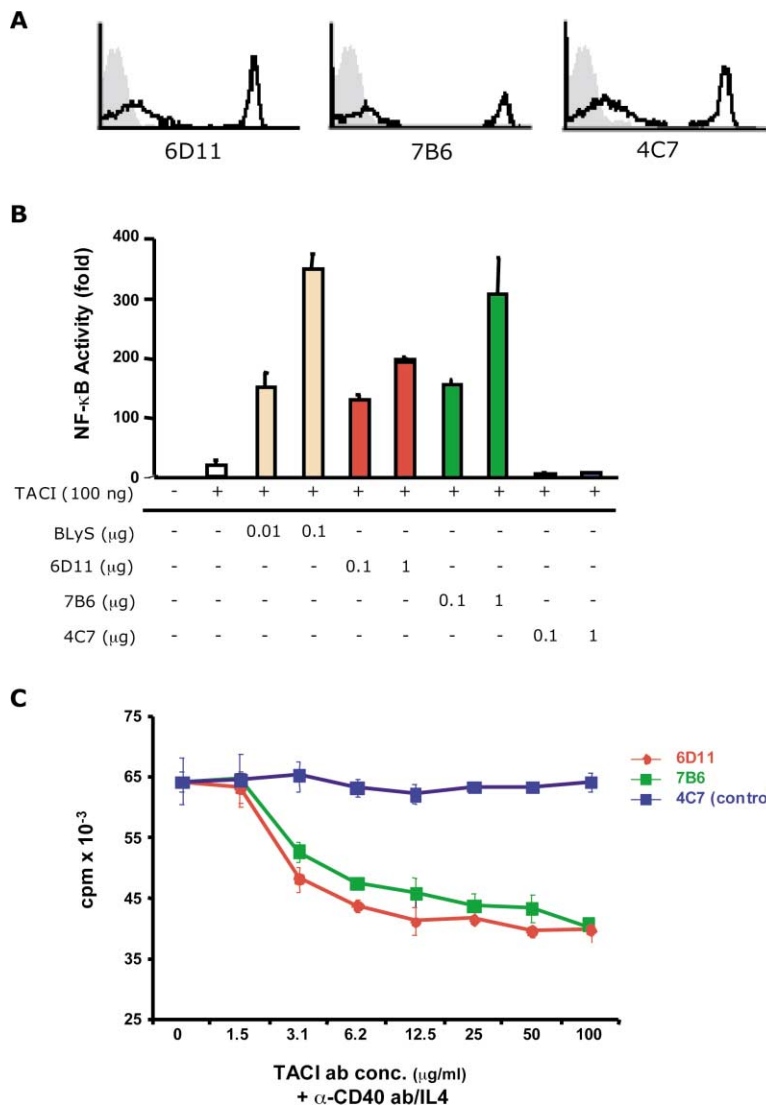 A
6D11 7B6 4C7
B
NF-κB Activity (fold)
400
300
200
100
0
TACI (100 ng) - + + + + + + + + +
BLyS (μg) - - 0.01 0.1 - - - - - -
6D11 (μg) - - - - 0.1 1 - - - -
7B6 (μg) - - - - - - 0.1 1 - -
4C7 (μg) - - - - - - - - 0.1 1
C
cpm x 10-3
75
65
55
45
35
25
6D11
7B6
4C7 (contro
0 1.5 3.1 6.2 12.5 25 50 100
TACI ab conc. (μg/ml)
+ α-CD40 ab/IL4